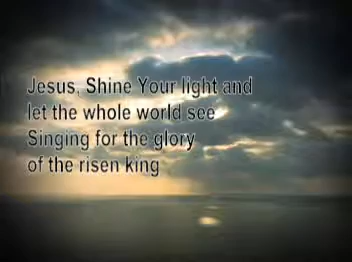 Jesus, Shine Your light and
let the whole world see
Singing for the glory
of the risen king